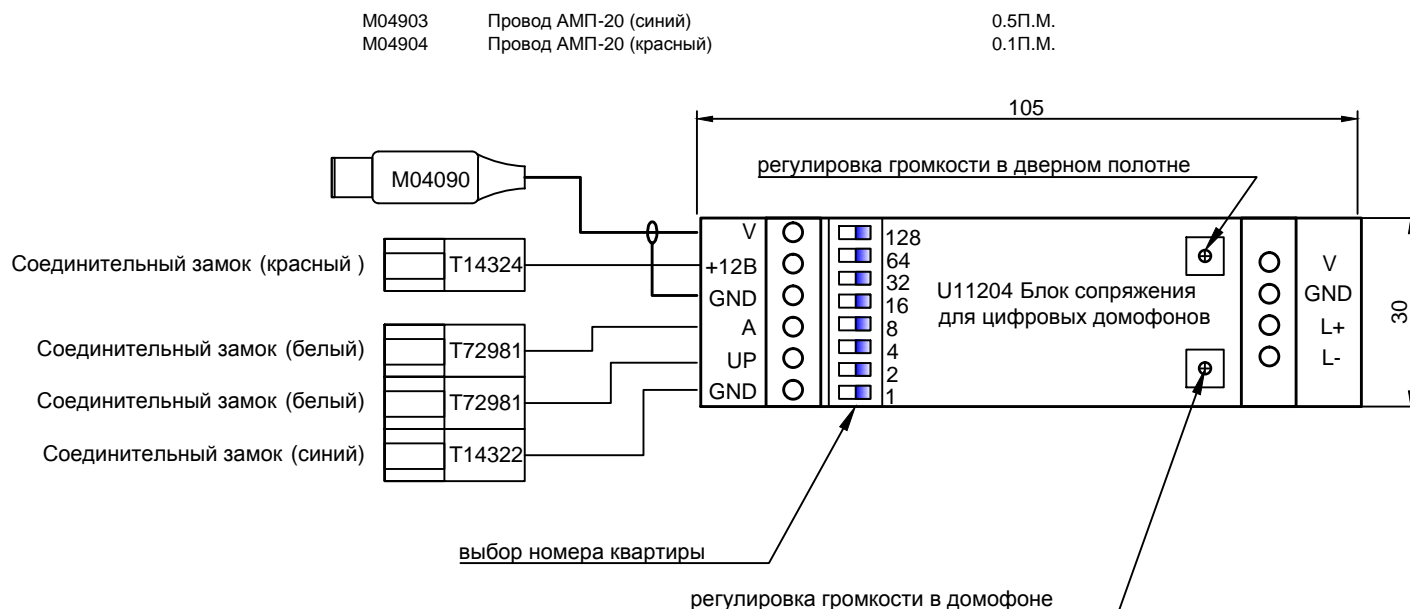 M04903 Провод АМП-20 (синий) 0.5П.М.
M04904 Провод АМП-20 (красный) 0.1П.М.
105
регулировка громкости в дверном полотне
M04090
V
128
Соединительный замок (красный )
T14324
+12В
64
V
32
GND
16
U11204 Блок сопряжения
для цифровых домофонов
GND
30
Соединительный замок (белый)
T72981
A
8
L+
UP
4
L-
Соединительный замок (белый)
T72981
2
GND
1
Соединительный замок (синий)
T14322
выбор номера квартиры
регулировка громкости в домофоне